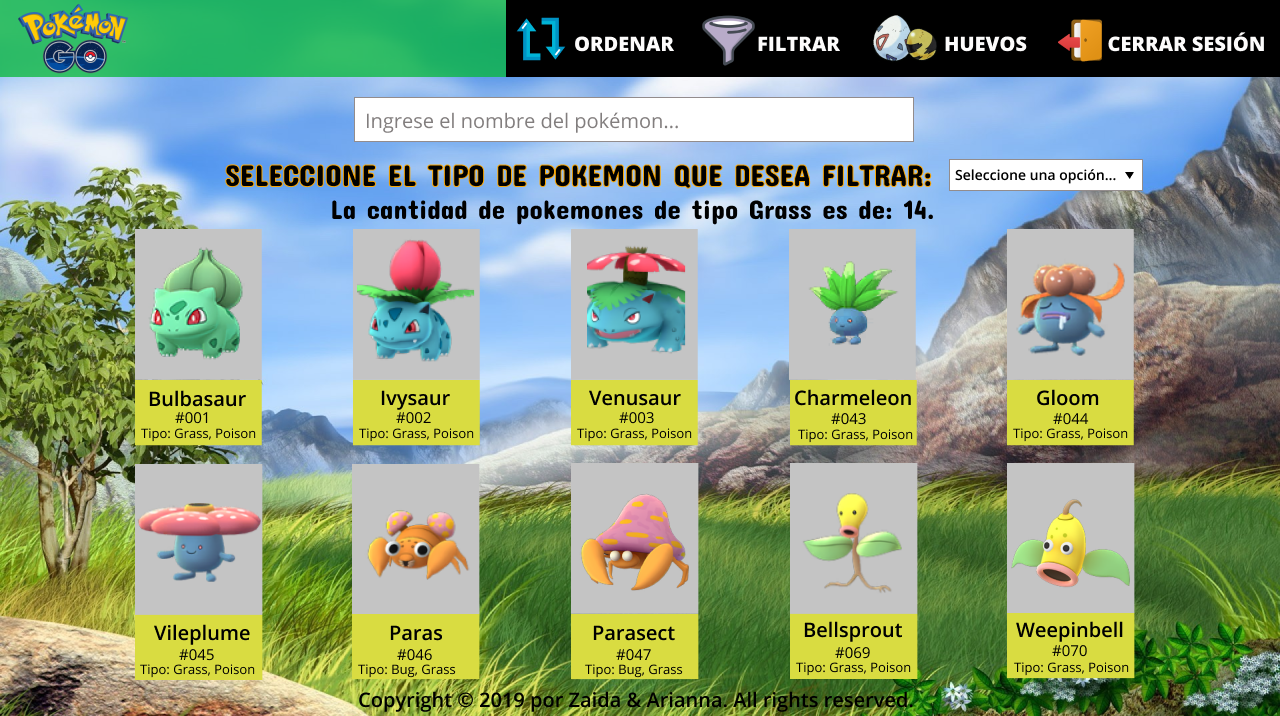 POKéMON
GO
ORDENAR
FILTRAR
HUEVOS
CERRAR SESIÓN
Ingrese el nombre del pokémon...
SELECCIONE EL TIPO DE POKEMON QUE DESEA FILTRAR:
Seleccione una opción... ▼
La cantidad de pokemones de tipo Grass es de: 14.
Bulbasaur
#001
Tipo: Grass, Poison
Ivysaur
#002
Tipo: Grass, Poison
Venusaur
#003
Tipo: Grass, Poison
Charmeleon
#043
Tipo: Grass, Poison
Gloom
#044
Tipo: Grass, Poison
Vileplume
#045
Tipo: Grass, Poison
Paras
#046
Tipo: Bug, Grass
Parasect
#047
Tipo: Bug, Grass
Bellsprout
#069
Tipo: Grass, Poison
Weepinbell
#070
Tipo: Grass, Poison
Copyright © 2019 por Zaida & Arianna. All rights reserved.